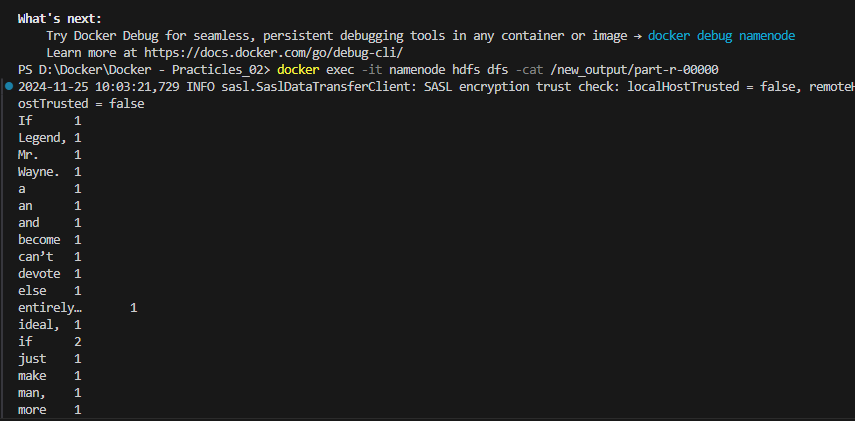 What's next:
Try Docker Debug for seamless, persistent debugging tools in any container or image → docker debug namenode
Learn more at https://docs.docker.com/go/debug-cli/
PS D:\Docker\Docker - Practicles_02> docker exec -it namenode hdfs dfs -cat /new_output/part-r-00000
2024-11-25 10:03:21,729 INFO sasl.SaslDataTransferClient: SASL encryption trust check: localHostTrusted = false, remoteH
ostTrusted = false
If 1
Legend, 1
Mr. 1
Wayne. 1
a 1
an 1
and 1
become 1
can’t 1
devote 1
else 1
entirely… 1
ideal, 1
if 2
just 1
make 1
man, 1
more 1